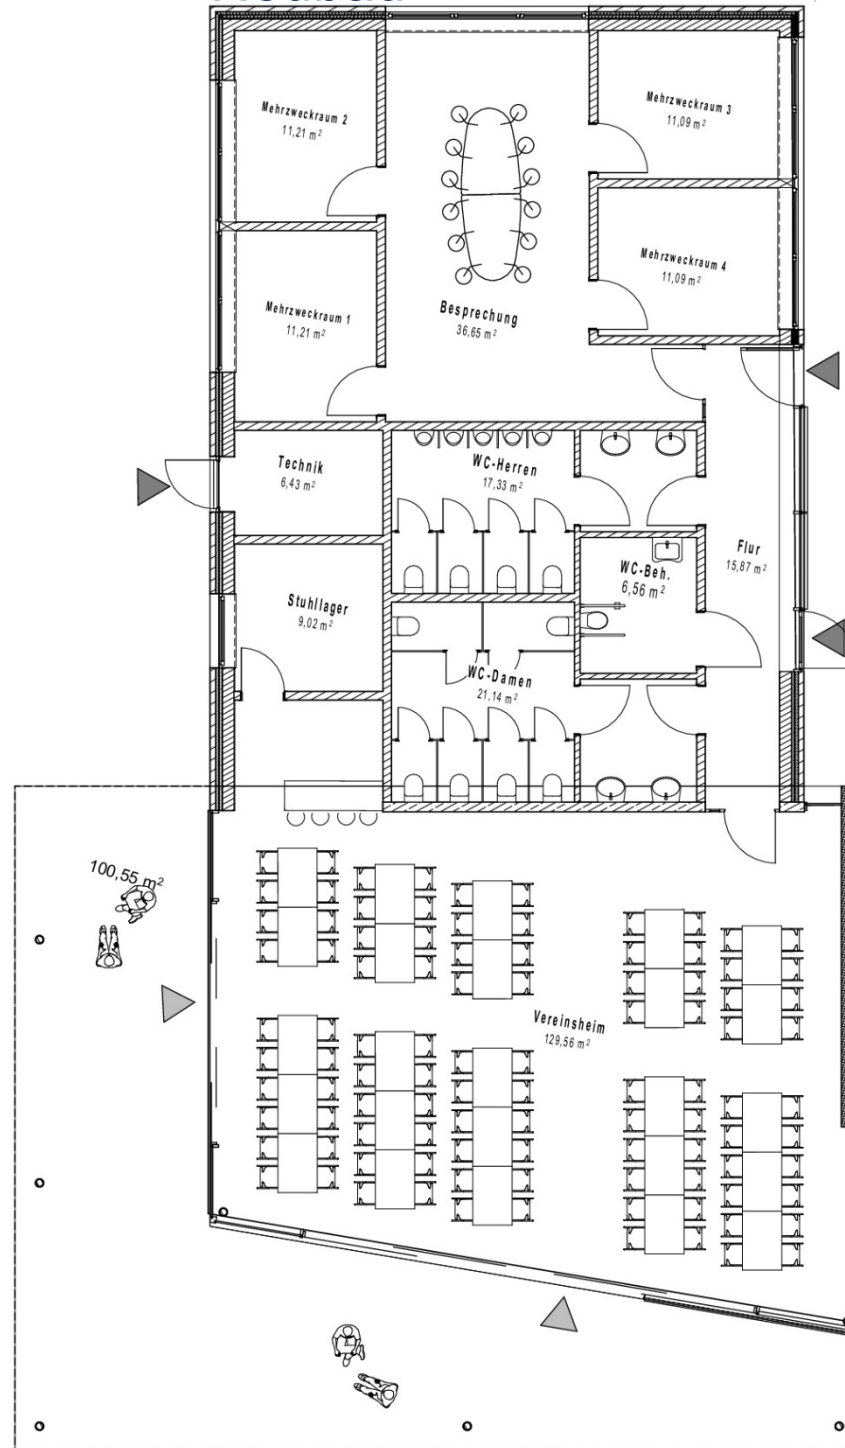 Mehrzweckraum 2
11,21 m²
Mehrzweckraum 3
11,09 m²
Mehrzweckraum 4
11,09 m²
Mehrzweckraum 1
11,21 m²
Besprechung
36,65 m²
Technik
6,43 m²
WC-Herren
17,33 m²
Flur
15,87 m²
WC-Beh.
6,56 m²
Stuhllager
9,02 m²
WC-Damen
21,14 m²
100,55 m²
Vereinsheim
129,56 m²